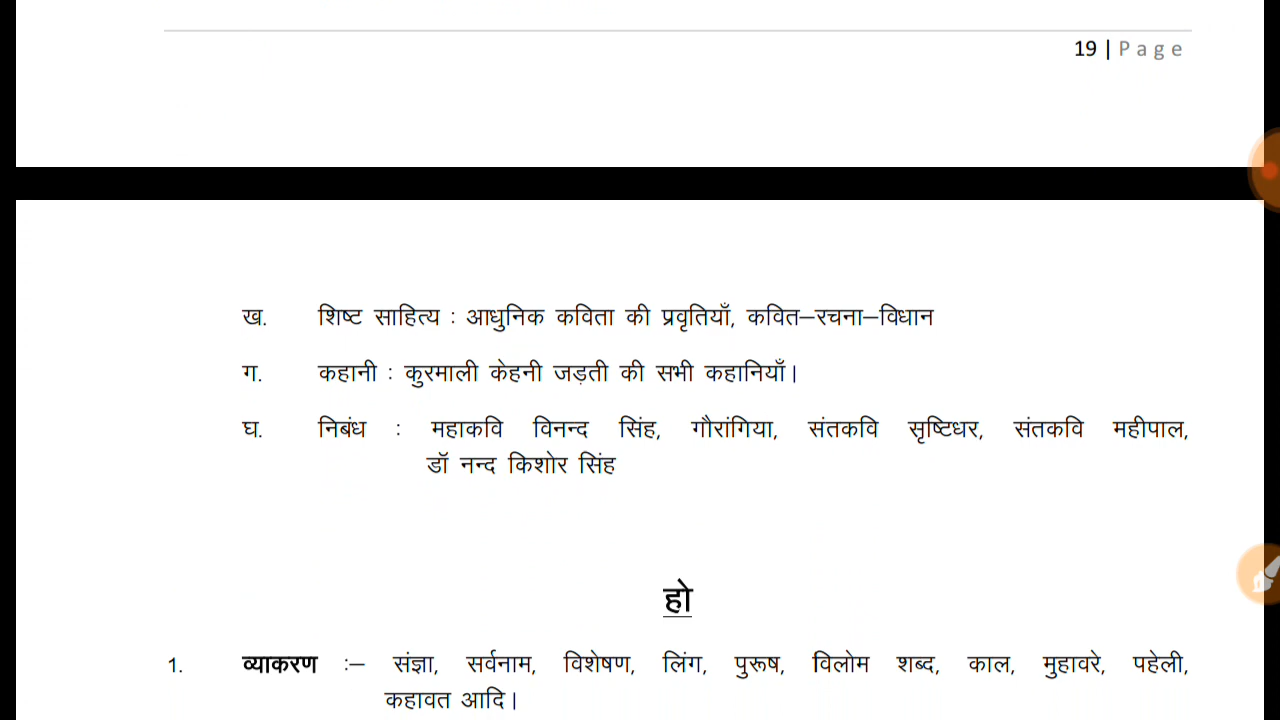 19 | P a g e
ख. शिष्ट साहित्य : आधुनिक कविता की प्रवृतियाँ, कवित–रचना–विधान
ग. कहानी : कुरमाली केहनी जड़ती की सभी कहानियाँ।
घ. निबंध : महाकवि विनन्द सिंह, गौरांगिया, संतकवि सृष्टिधर, संतकवि महीपाल,
डॉ नन्द किशोर सिंह
हो
1. व्याकरण :– संज्ञा, सर्वनाम, विशेषण, लिंग, पुरूष, विलोम शब्द, काल, मुहावरे, पहेली,
कहावत आदि।